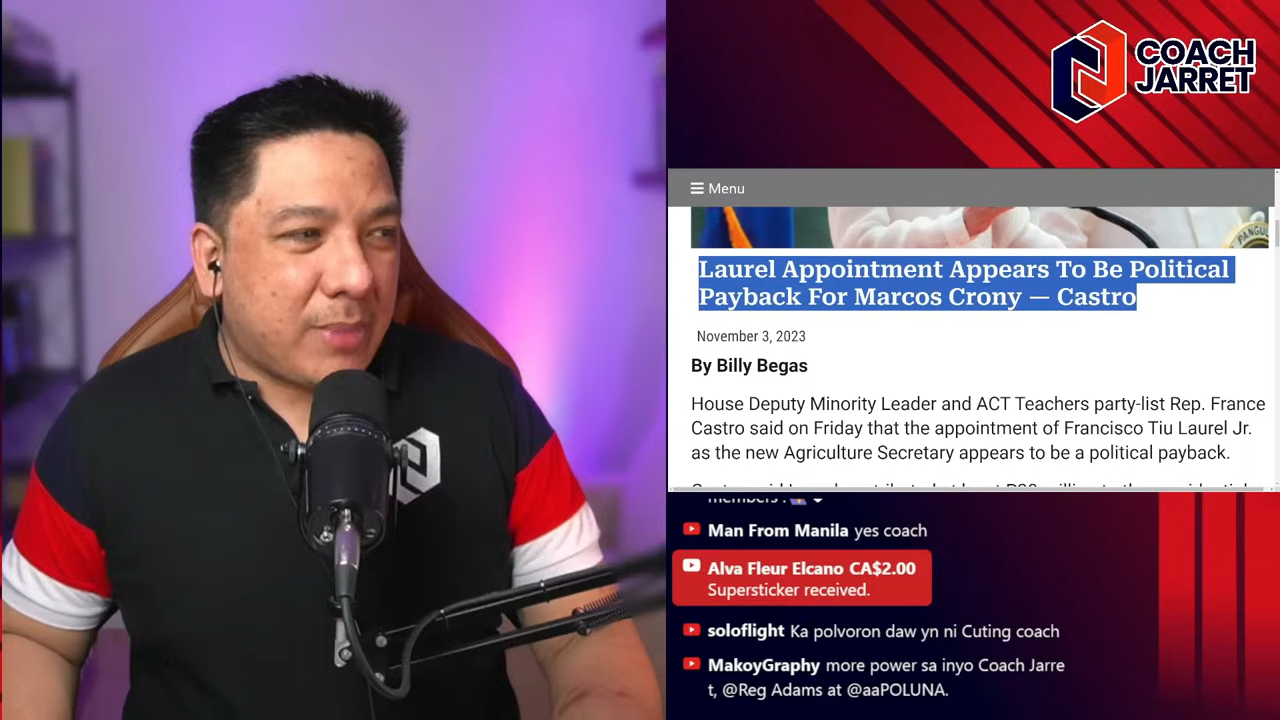 COACH
JARRET
Menu
PANGUL
Laurel Appointment Appears To Be Political
Payback For Marcos Crony — Castro
November 3, 2023
By Billy Begas
House Deputy Minority Leader and ACT Teachers party-list Rep. France
Castro said on Friday that the appointment of Francisco Tiu Laurel Jr.
as the new Agriculture Secretary appears to be a political payback.
members !
Man From Manila yes coach
Alva Fleur Elcano CA$2.00
Supersticker received.
soloflight Ka polvoron daw yn ni Cuting coach
MakoyGraphy more power sa inyo Coach Jarre
t, @Reg Adams at @aaPOLUNA.